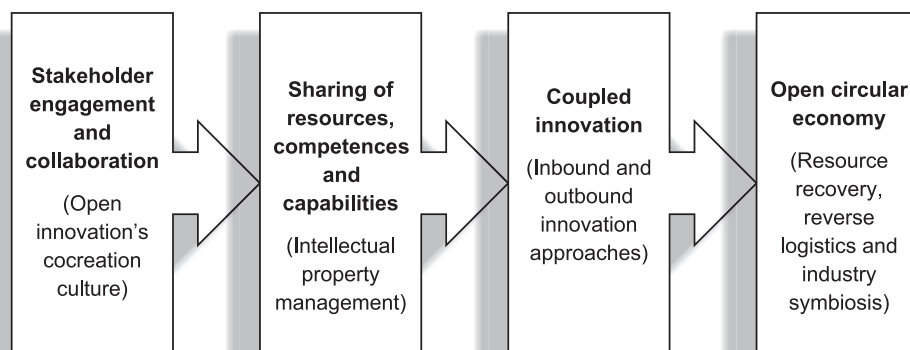 Stakeholder
engagement
and
collaboration
(Open
innovation's
cocreation
culture)
Sharing of
resources,
competences
and
capabilities
(Intellectual
property
management)
Coupled
innovation
(Inbound and
outbound
innovation
approaches)
Open circular
economy
(Resource
recovery,
reverse
logistics and
industry
symbiosis)